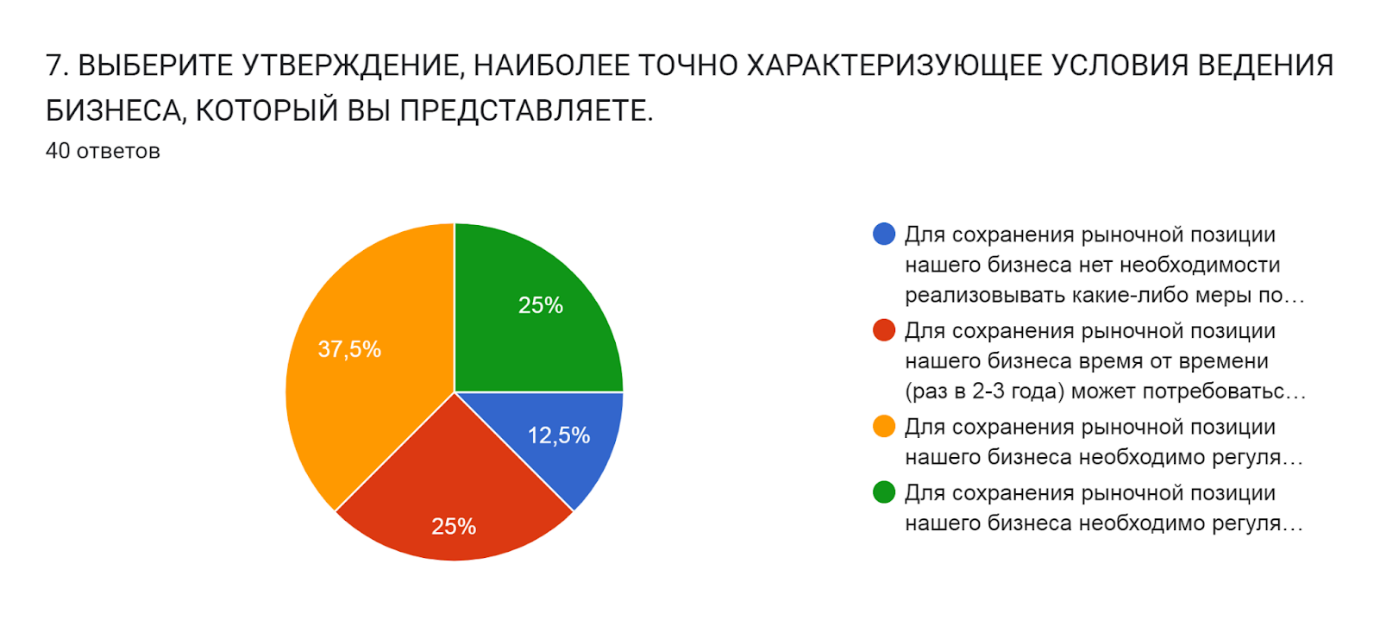 7. ВЫБЕРИТЕ УТВЕРЖДЕНИЕ, НАИБОЛЕЕ ТОЧНО ХАРАКТЕРИЗУЮЩЕЕ УСЛОВИЯ ВЕДЕНИЯ
БИЗНЕСА, КОТОРЫЙ ВЫ ПРЕДСТАВЛЯЕТЕ.
40 ответов
25%
37,5%
12,5%
25%
Для сохранения рыночной позиции
нашего бизнеса нет необходимости
реализовывать какие-либо меры по…
Для сохранения рыночной позиции
нашего бизнеса время от времени
(раз в 2-3 года) может потребоватьс…
Для сохранения рыночной позиции
нашего бизнеса необходимо регуля…
Для сохранения рыночной позиции
нашего бизнеса необходимо регуля…